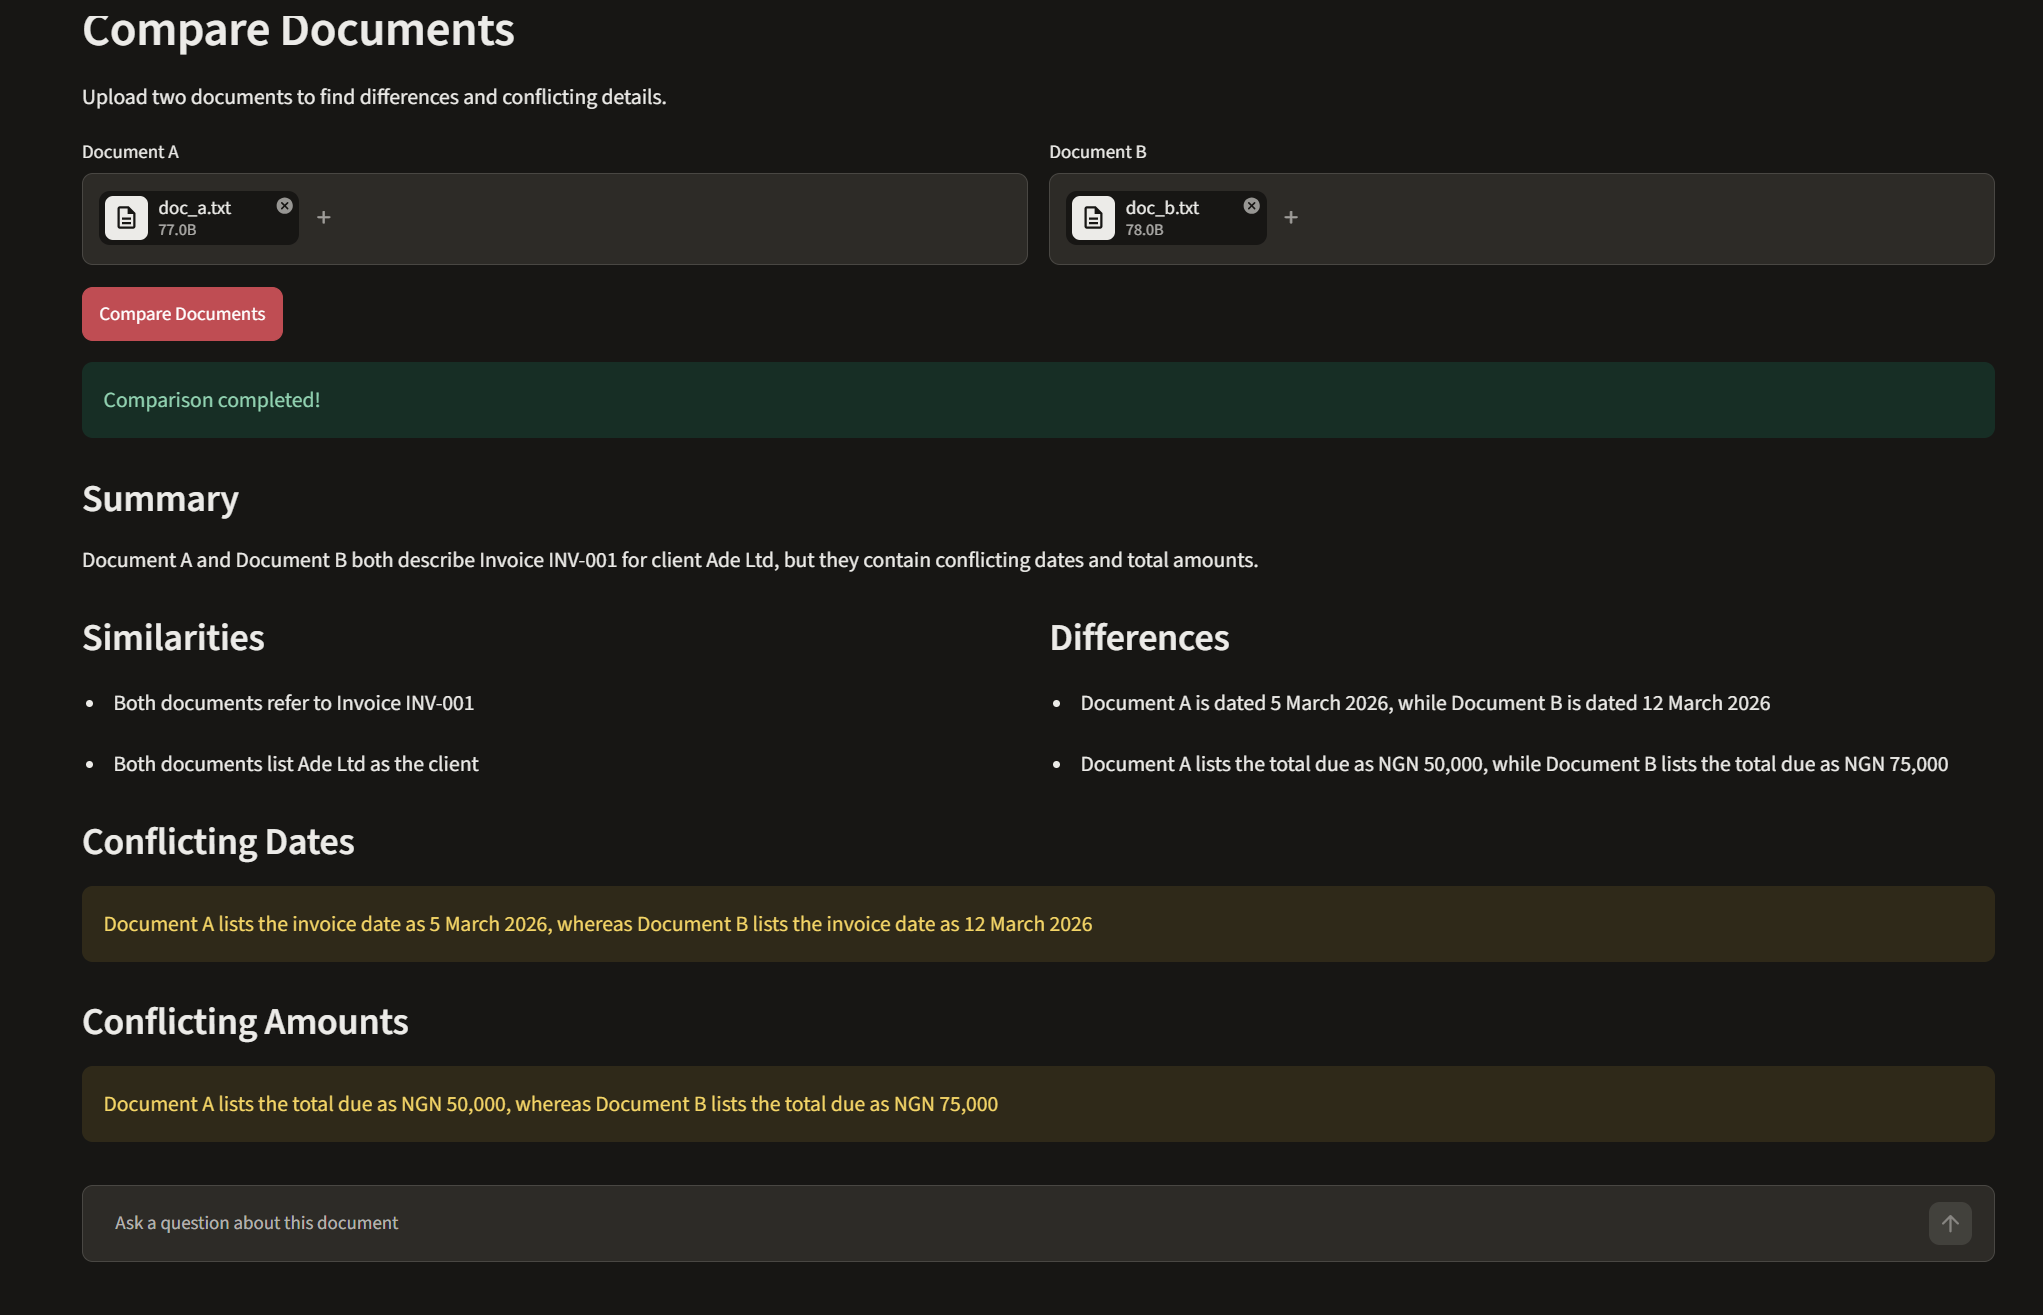 Compare Documents
Upload two documents to find differences and conflicting details.
Document A
doc_a.txt
77.0B
Document B
doc_b.txt
78.0B
Compare Documents
Comparison completed!
Summary
Document A and Document B both describe Invoice INV-001 for client Ade Ltd, but they contain conflicting dates and total amounts.
Similarities
Both documents refer to Invoice INV-001
Both documents list Ade Ltd as the client
Differences
Document A is dated 5 March 2026, while Document B is dated 12 March 2026
Document A lists the total due as NGN 50,000, while Document B lists the total due as NGN 75,000
Conflicting Dates
Document A lists the invoice date as 5 March 2026, whereas Document B lists the invoice date as 12 March 2026
Conflicting Amounts
Document A lists the total due as NGN 50,000, whereas Document B lists the total due as NGN 75,000
Ask a question about this document